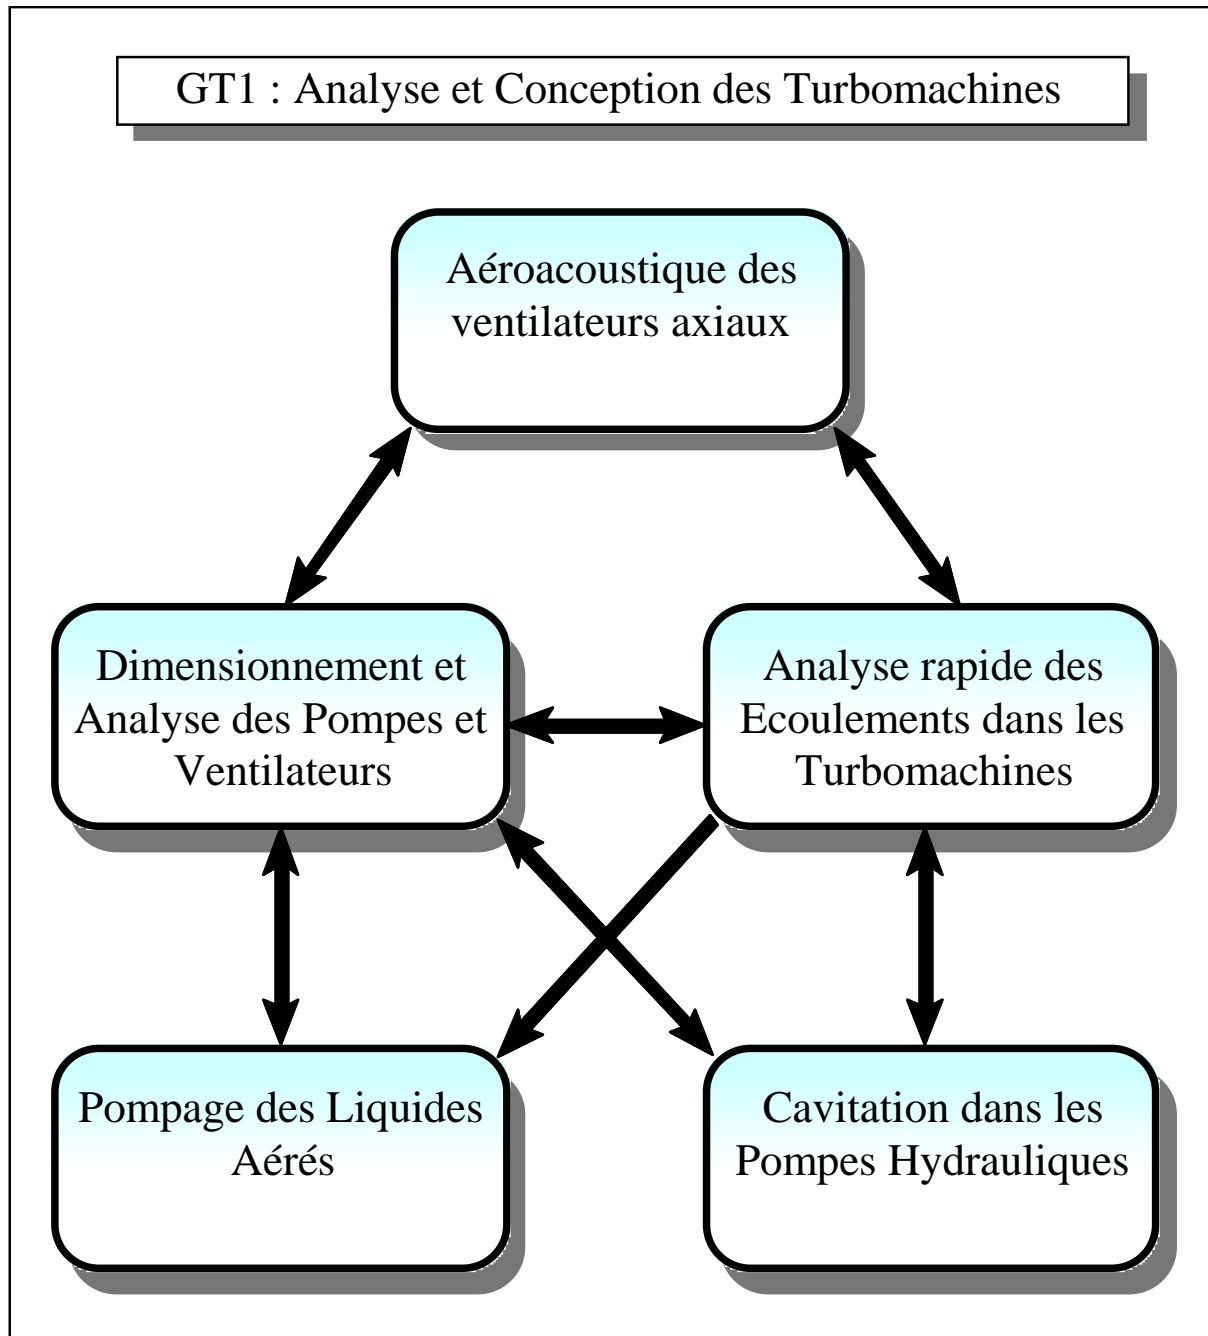 GT1 : Analyse et Conception des Turbomachines
Aéroacoustique des
ventilateurs axiaux
Dimensionnement et
Analyse des Pompes et
Ventilateurs
Analyse rapide des
Ecoulements dans les
Turbomachines
Pompage des Liquides
Aérés
Cavitation dans les
Pompes Hydrauliques